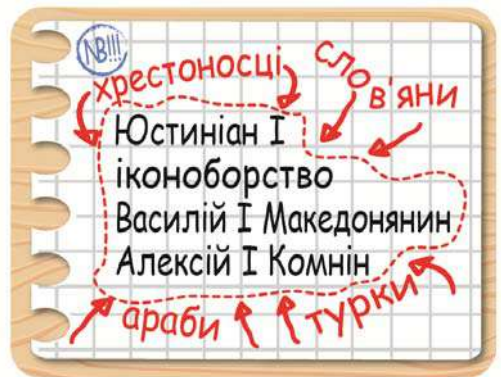 NB!!!
хрестоносці
слов'яни
Юстиніан I
іконоборство
Василій I Македонянин
Алексій I Комнін
араби
турки